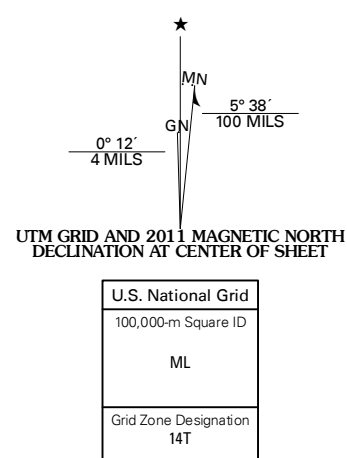 ★
MN
GN
5° 38´
100 MILS
0° 12´
4 MILS
UTM GRID AND 2011 MAGNETIC NORTH
DECLINATION AT CENTER OF SHEET
U.S. National Grid
100,000-m Square ID
ML
Grid Zone Designation
14T